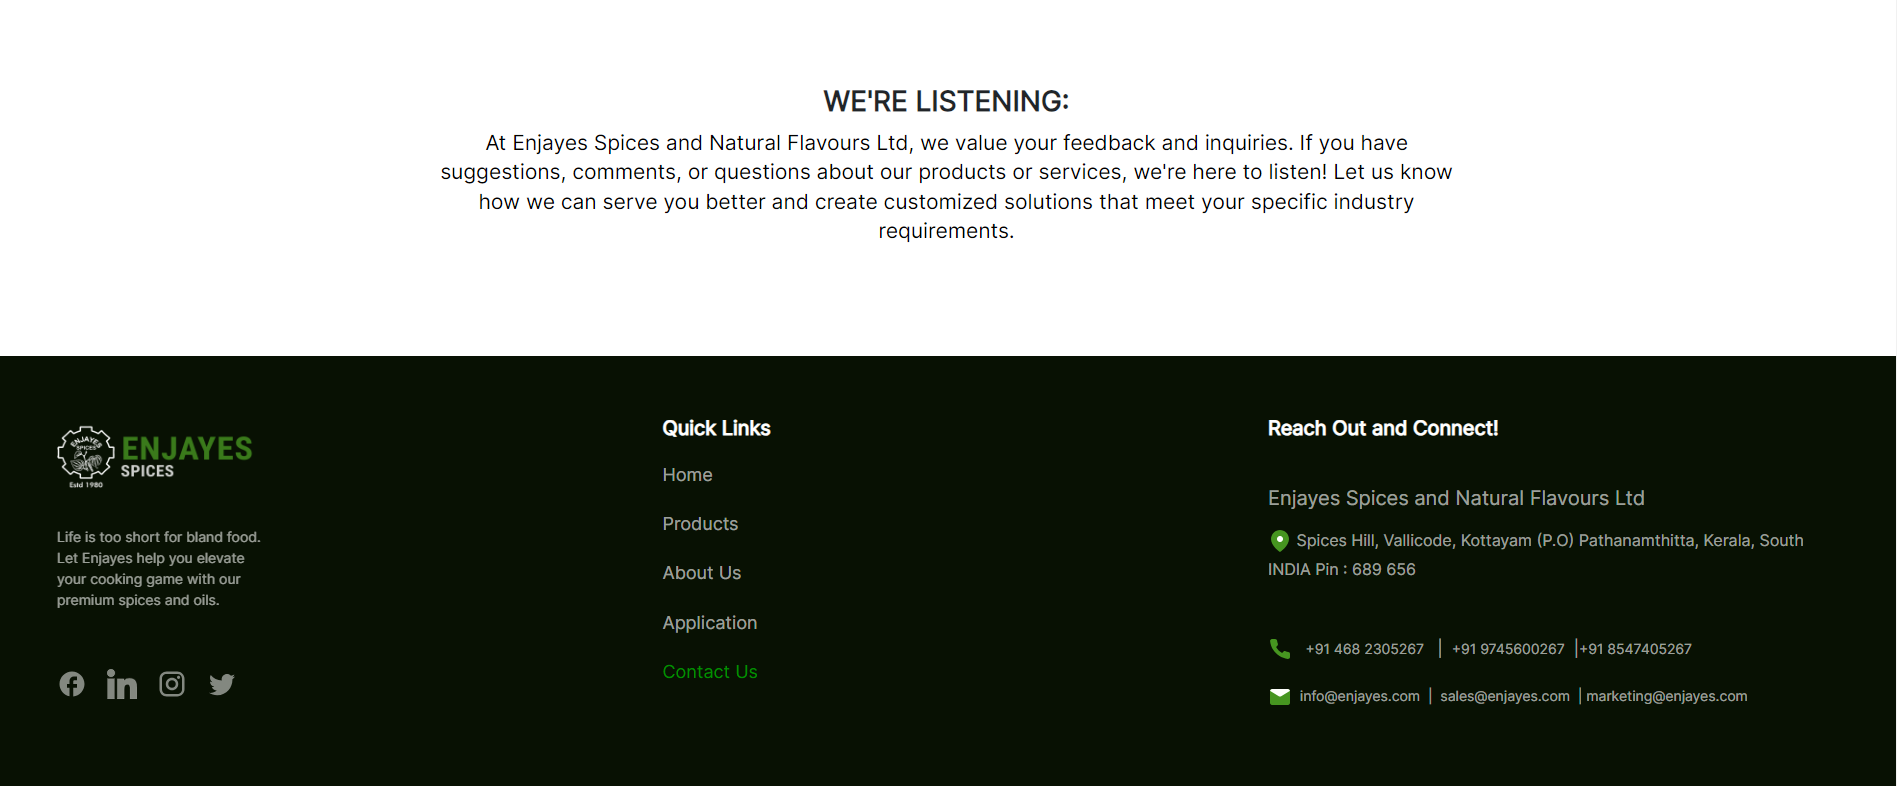 WE'RE LISTENING:
At Enjayes Spices and Natural Flavours Ltd, we value your feedback and inquiries. If you have
suggestions, comments, or questions about our products or services, we're here to listen! Let us know
how we can serve you better and create customized solutions that meet your specific industry
requirements.
ENJAYES
SPICES
Estd 1980
ENJAYES
SPICES
Life is too short for bland food.
Let Enjayes help you elevate
your cooking game with our
premium spices and oils.
Quick Links
Home
Products
About Us
Application
Contact Us
Reach Out and Connect!
Enjayes Spices and Natural Flavours Ltd
Spices Hill, Vallicode, Kottayam (P.O) Pathanamthitta, Kerala, South
INDIA Pin : 689 656
+91 468 2305267 | +91 9745600267 |+91 8547405267
info@enjayes.com | sales@enjayes.com | marketing@enjayes.com